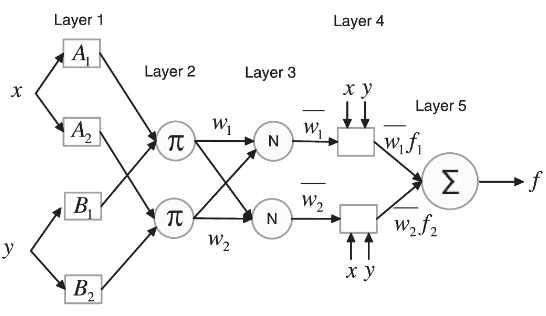 Layer 1
Layer 2
Layer 3
Layer 4
Layer 5
x
A₁
A₂
y
B₁
B₂
π
π
w₁
w₂
N
N
w̅₁
w̅₂
x y
x y
w̅₁f₁
w̅₂f₂
Σ
f